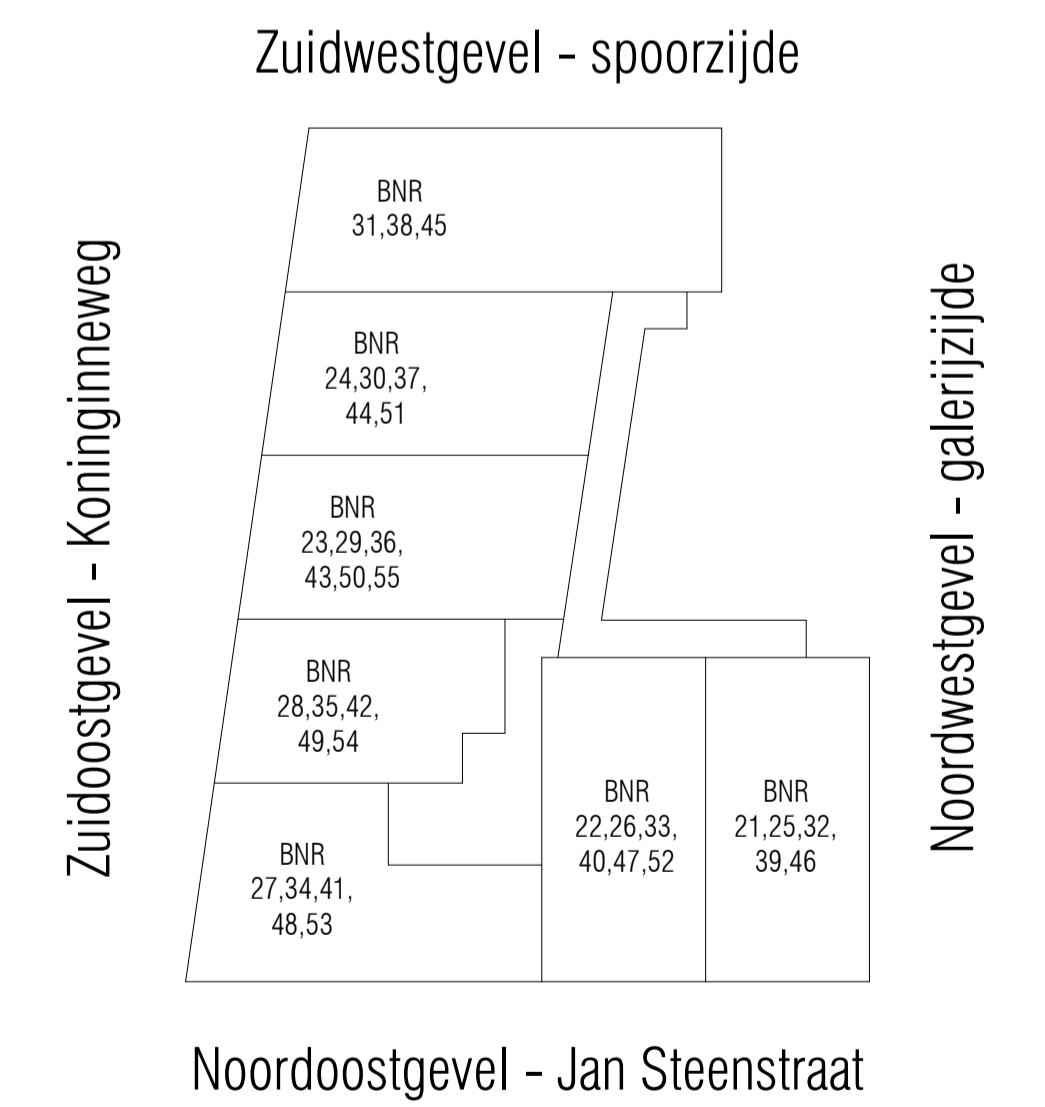 Zuidwestgevel - spoorzijde
Zuidoostgevel - Koninginneweg
BNR
31,38,45
BNR
24,30,37,
44,51
BNR
23,29,36,
43,50,55
BNR
28,35,42,
49,54
BNR
27,34,41,
48,53
BNR
22,26,33,
40,47,52
BNR
21,25,32,
39,46
Noordwestgevel - galerijzijde
Noordoostgevel - Jan Steenstraat